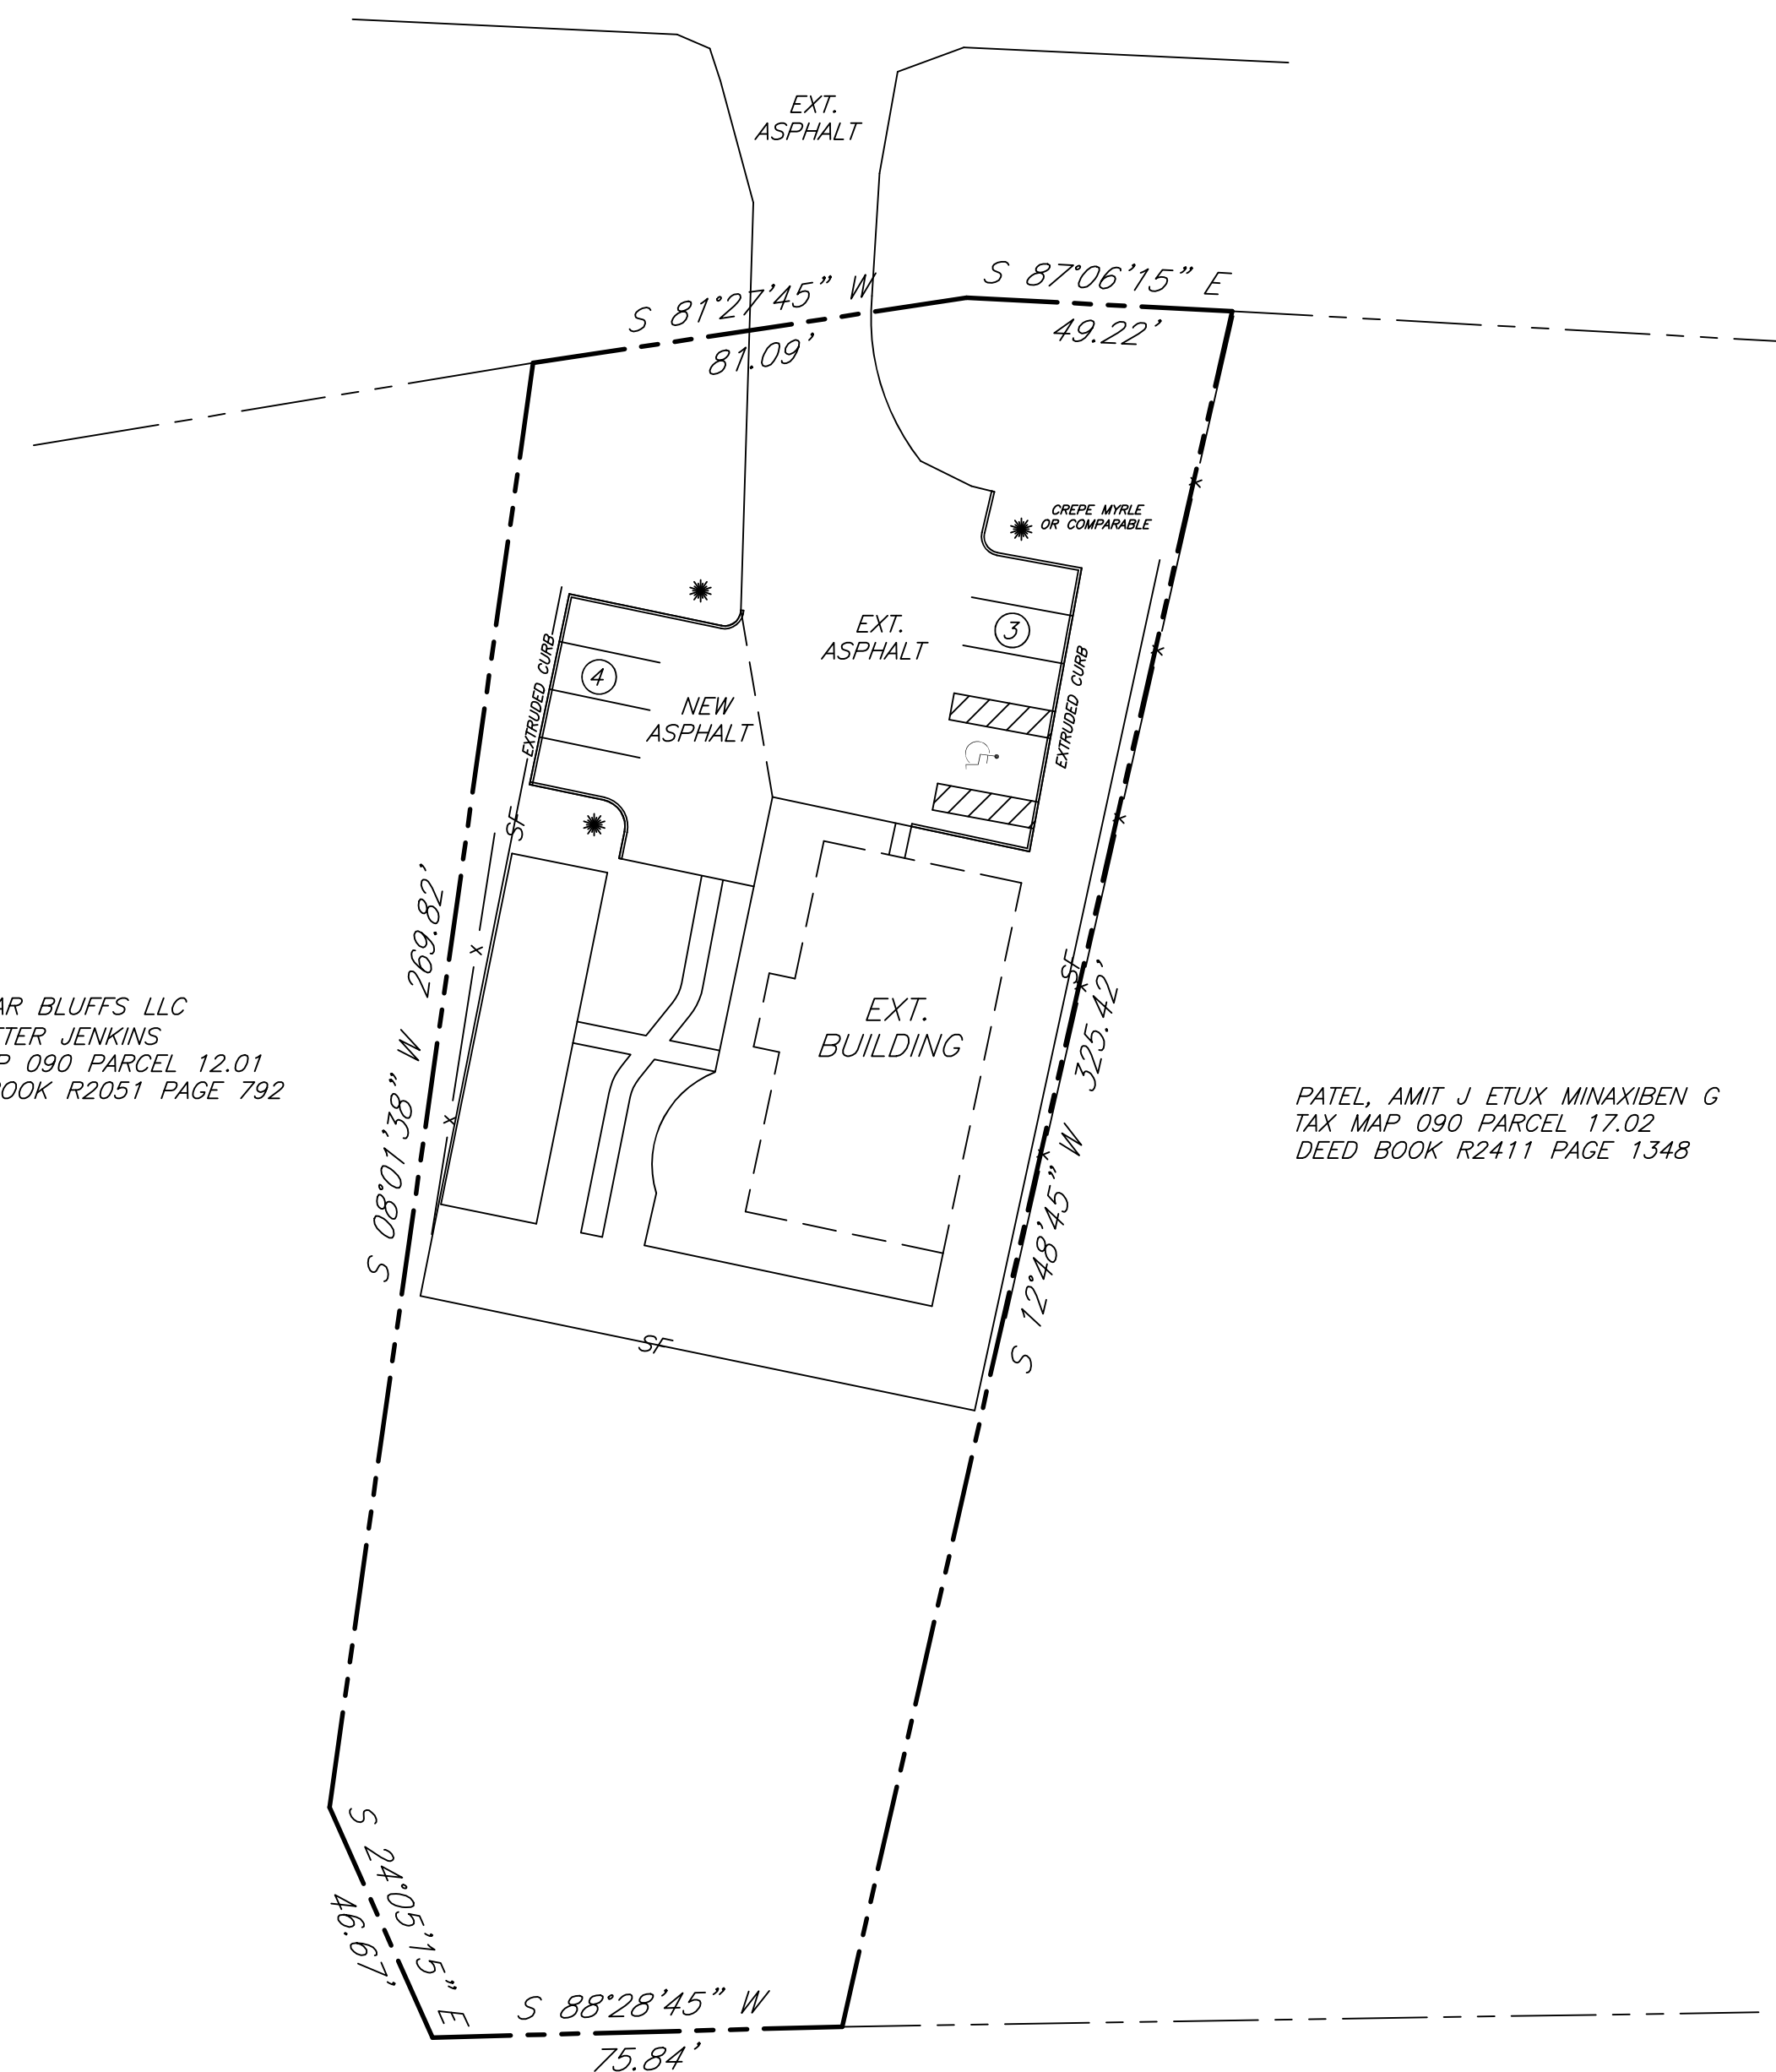 EXT.
ASPHALT
S 87°06'15" E
49.22'
S 81°27'45" W
81.09'
CREPE MYRLE
OR COMPARABLE
EXT.
ASPHALT
3
4
EXTRUDED CURB
EXTRUDED CURB
NEW
ASPHALT
SF
S 08°01'38" W 269.82'
SF
EXT.
BUILDING
AR BLUFFS LLC
TER JENKINS
P 090 PARCEL 12.01
OOK R2051 PAGE 792
S 12°48'45" W 325.42'
PATEL, AMIT J ETUX MINAXIBEN G
TAX MAP 090 PARCEL 17.02
DEED BOOK R2411 PAGE 1348
SF
S 24°05'15" E
46.67'
S 88°28'45" W
75.84'